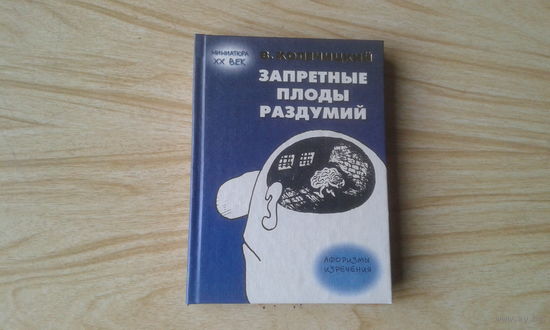 МИНИАТЮРА
XX ВЕК
В. КОЛЕЧИЦКИЙ
ЗАПРЕТНЫЕ
ПЛОДЫ
РАЗДУМИЙ
АФОРИЗМЫ
ИЗРЕЧЕНИЯ